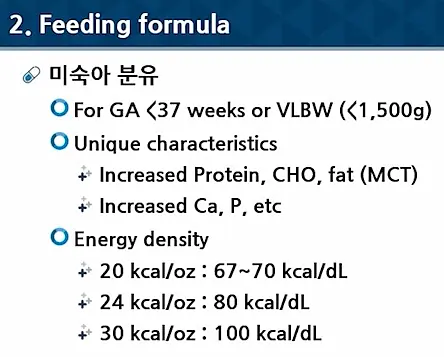 2. Feeding formula
미숙아 분유
For GA <37 weeks or VLBW (<1,500g)
Unique characteristics
Increased Protein, CHO, fat (MCT)
Increased Ca, P, etc
Energy density
20 kcal/oz : 67~70 kcal/dL
24 kcal/oz : 80 kcal/dL
30 kcal/oz : 100 kcal/dL